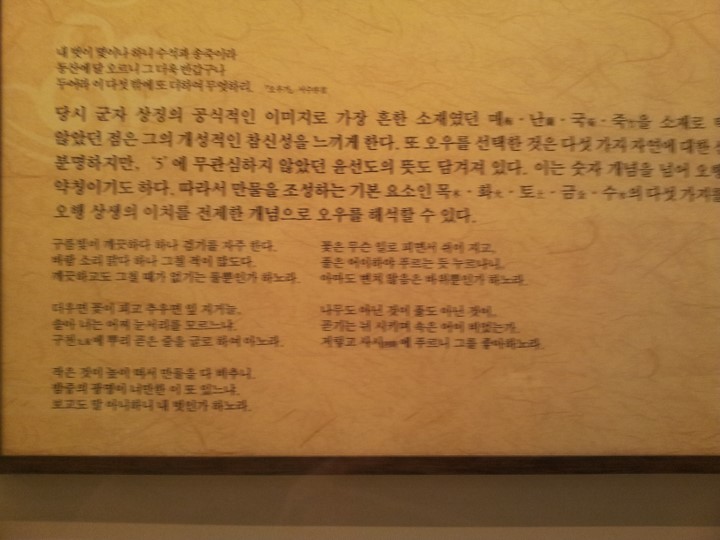 내 벗이 몇이나 하니 수석과 송죽이라
동산에 달 오르니 그 더욱 반갑구나
두어라 이 다섯 밖에 또 더하여 무엇하리. 「오우가」 서수
당시 군자 상징의 공식적인 이미지로 가장 흔한 소재였던 매梅·난蘭·국菊·죽竹을 소재로
않았던 점은 그의 개성적인 참신성을 느끼게 한다. 또 오우를 선택한 것은 다섯 가지 자연에 대한
분명하지만, '5'에 무관심하지 않았던 윤선도의 뜻도 담겨져 있다. 이는 숫자 개념을 넘어 오행
약칭이기도 하다. 따라서 만물을 조성하는 기본 요소인 목木·화火·토土·금金·수水의 다섯 가지를
오행 상생의 이치를 전제한 개념으로 오우를 해석할 수 있다.
구름빛이 깨끗하다 하나 검기를 자주 한다.
바람 소리 맑다 하나 그칠 적이 많도다.
깨끗하고도 그칠 때가 없기는 물뿐인가 하노라.
꽃은 무슨 일로 피면서 쉬이 지고,
풀은 어이하야 푸르는 듯 누르나니,
아마도 변치 않음은 바위뿐인가 하노라.
더우면 꽃이 피고 추우면 잎 지거늘,
솔아 너는 어찌 눈서리를 모르느냐.
구천九泉에 뿌리 곧은 줄을 글로 하여 아노라.
나무도 아닌 것이 풀도 아닌 것이,
곧기는 뉘 시키며 속은 어이 비었는가.
저렇고 사시四時에 푸르니 그를 좋아하노라.
작은 것이 높이 떠서 만물을 다 비추니,
밤중의 광명이 너만한 이 또 있느냐.
보고도 말 아니하니 내 벗인가 하노라.